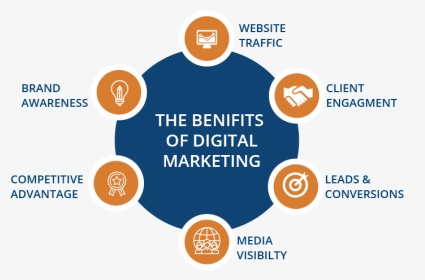 WEBSITE
TRAFFIC
BRAND
AWARENESS
CLIENT
ENGAGMENT
THE BENIFITS
OF DIGITAL
MARKETING
COMPETITIVE
ADVANTAGE
LEADS &
CONVERSIONS
MEDIA
VISIBILTY